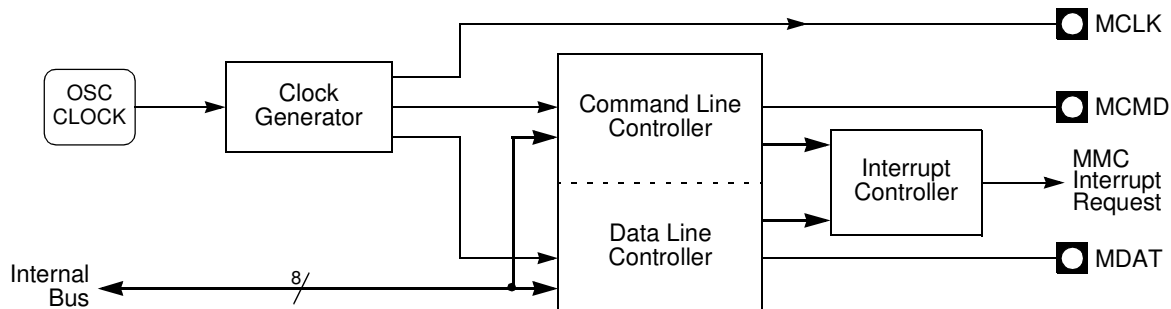 MCLK
OSC
CLOCK
Clock
Generator
Command Line
Controller
MCMD
Interrupt
Controller
MMC
Interrupt
Request
Data Line
Controller
MDAT
Internal
Bus
8